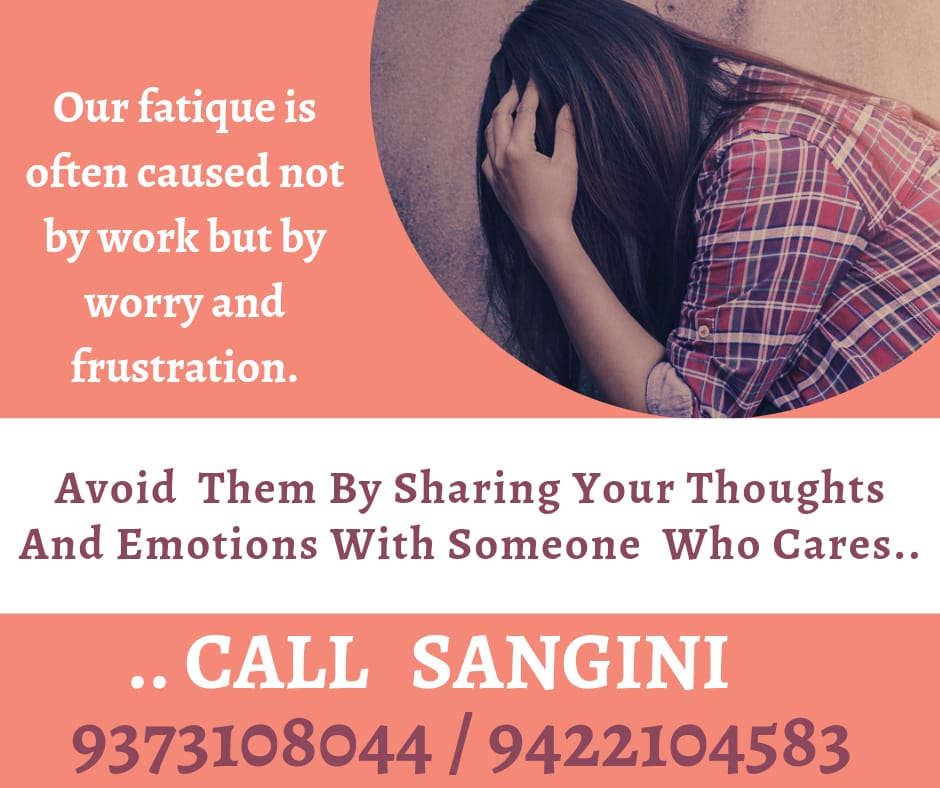 Our fatique is
often caused not
by work but by
worry and
frustration.
Avoid Them By Sharing Your Thoughts
And Emotions With Someone Who Cares..
.. CALL SANGINI
9373108044 / 9422104583